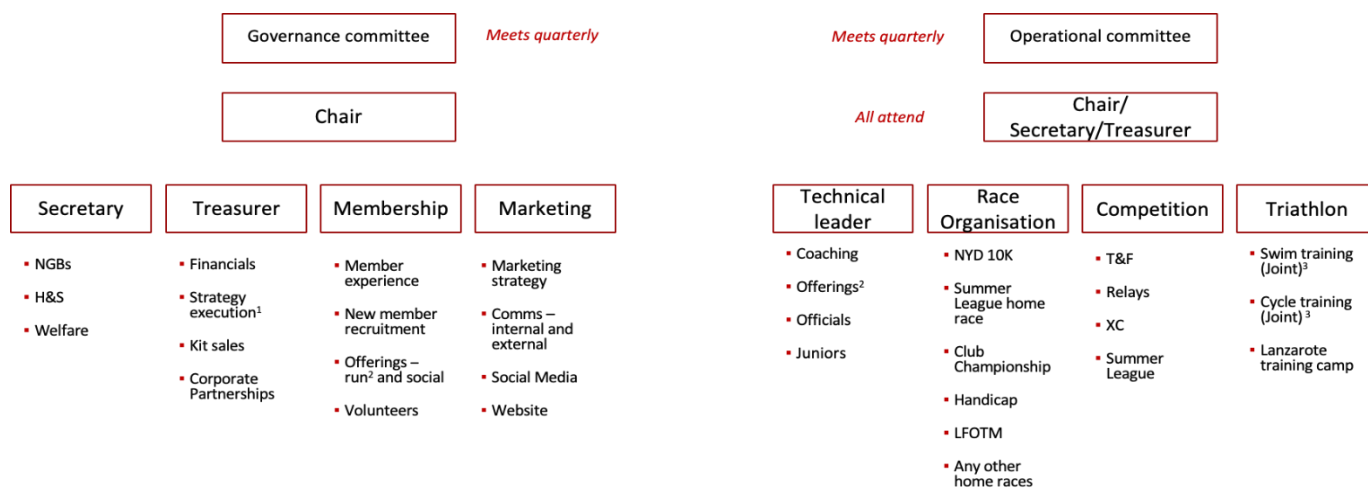 Governance committee
Meets quarterly
Chair
Secretary
▪ NGBs
▪ H&S
▪ Welfare
Treasurer
▪ Financials
▪ Strategy
execution¹
▪ Kit sales
▪ Corporate
Partnerships
Membership
▪ Member
experience
▪ New member
recruitment
▪ Offerings –
run² and social
▪ Volunteers
Marketing
▪ Marketing
strategy
▪ Comms –
internal and
external
▪ Social Media
▪ Website
Meets quarterly
Operational committee
All attend
Chair/
Secretary/Treasurer
Technical
leader
▪ Coaching
▪ Offerings²
▪ Officials
▪ Juniors
Race
Organisation
▪ NYD 10K
▪ Summer
League home
race
▪ Club
Championship
▪ Handicap
▪ LFOTM
▪ Any other
home races
Competition
▪ T&F
▪ Relays
▪ XC
▪ Summer
League
Triathlon
▪ Swim training
(Joint)³
▪ Cycle training
(Joint) ³
▪ Lanzarote
training camp